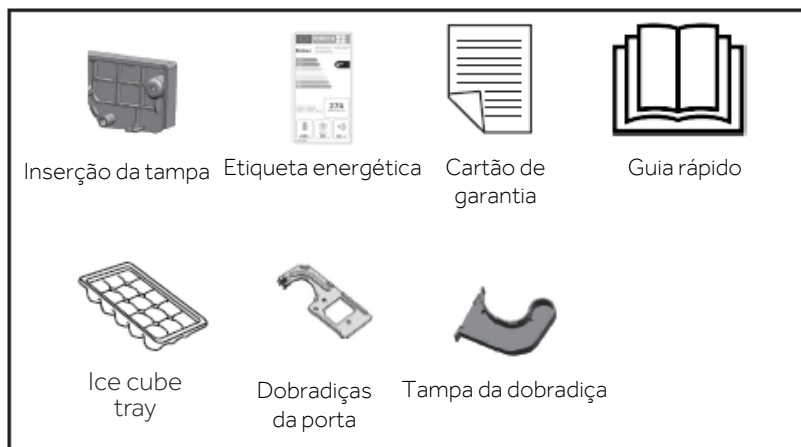 Inserção da tampa
Etiqueta energética
Cartão de
garantia
Guia rápido
274
Ice cube
tray
Dobradiças
da porta
Tampa da dobradiça